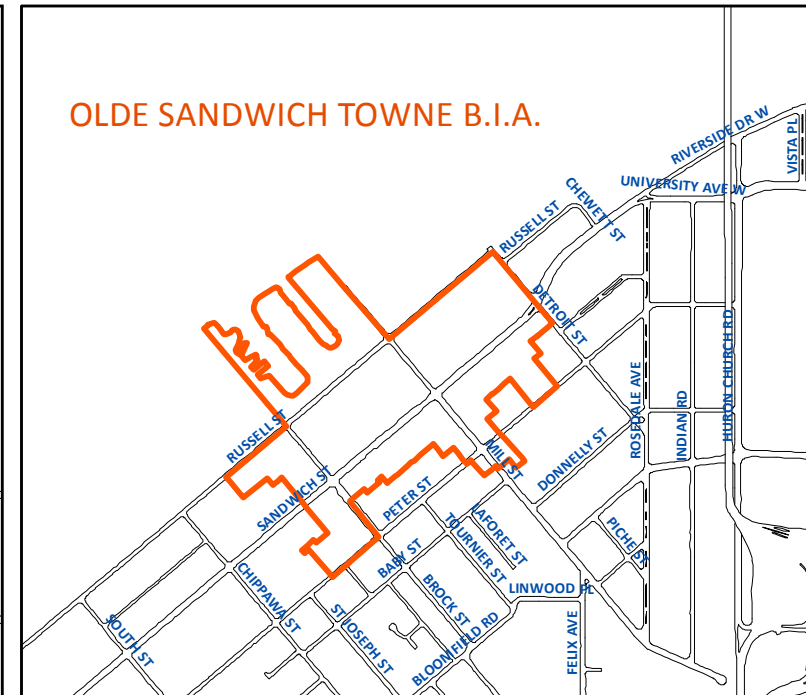 OLDE SANDWICH TOWNE B.I.A.
RIVERSIDE DR W
VISTA PL
UNIVERSITY AVE W
CHEWETT ST
RUSSELL ST
DETROIT ST
ROSEDALE AVE
INDIAN RD
HURON CHURCH RD
RUSSELL ST
SANDWICH ST
MILL ST
DONNELLY ST
PETER ST
LAFORET ST
TOURNIER ST
PICHE ST
BABY ST
BROCK ST
LINWOOD PL
CHIPPAWA ST
ST JOSEPH ST
BLOOMFIELD RD
FELIX AVE
SOUTH ST